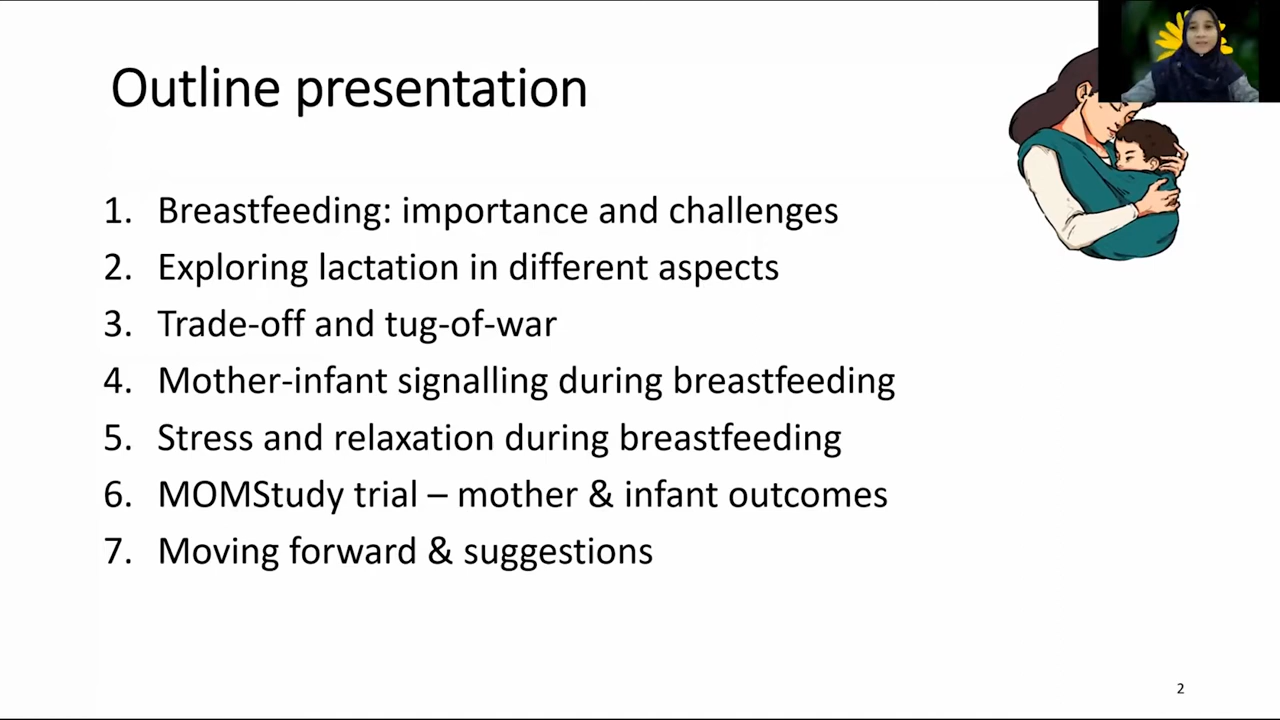 Outline presentation
1. Breastfeeding: importance and challenges
2. Exploring lactation in different aspects
3. Trade-off and tug-of-war
4. Mother-infant signalling during breastfeeding
5. Stress and relaxation during breastfeeding
6. MOMStudy trial – mother & infant outcomes
7. Moving forward & suggestions
2